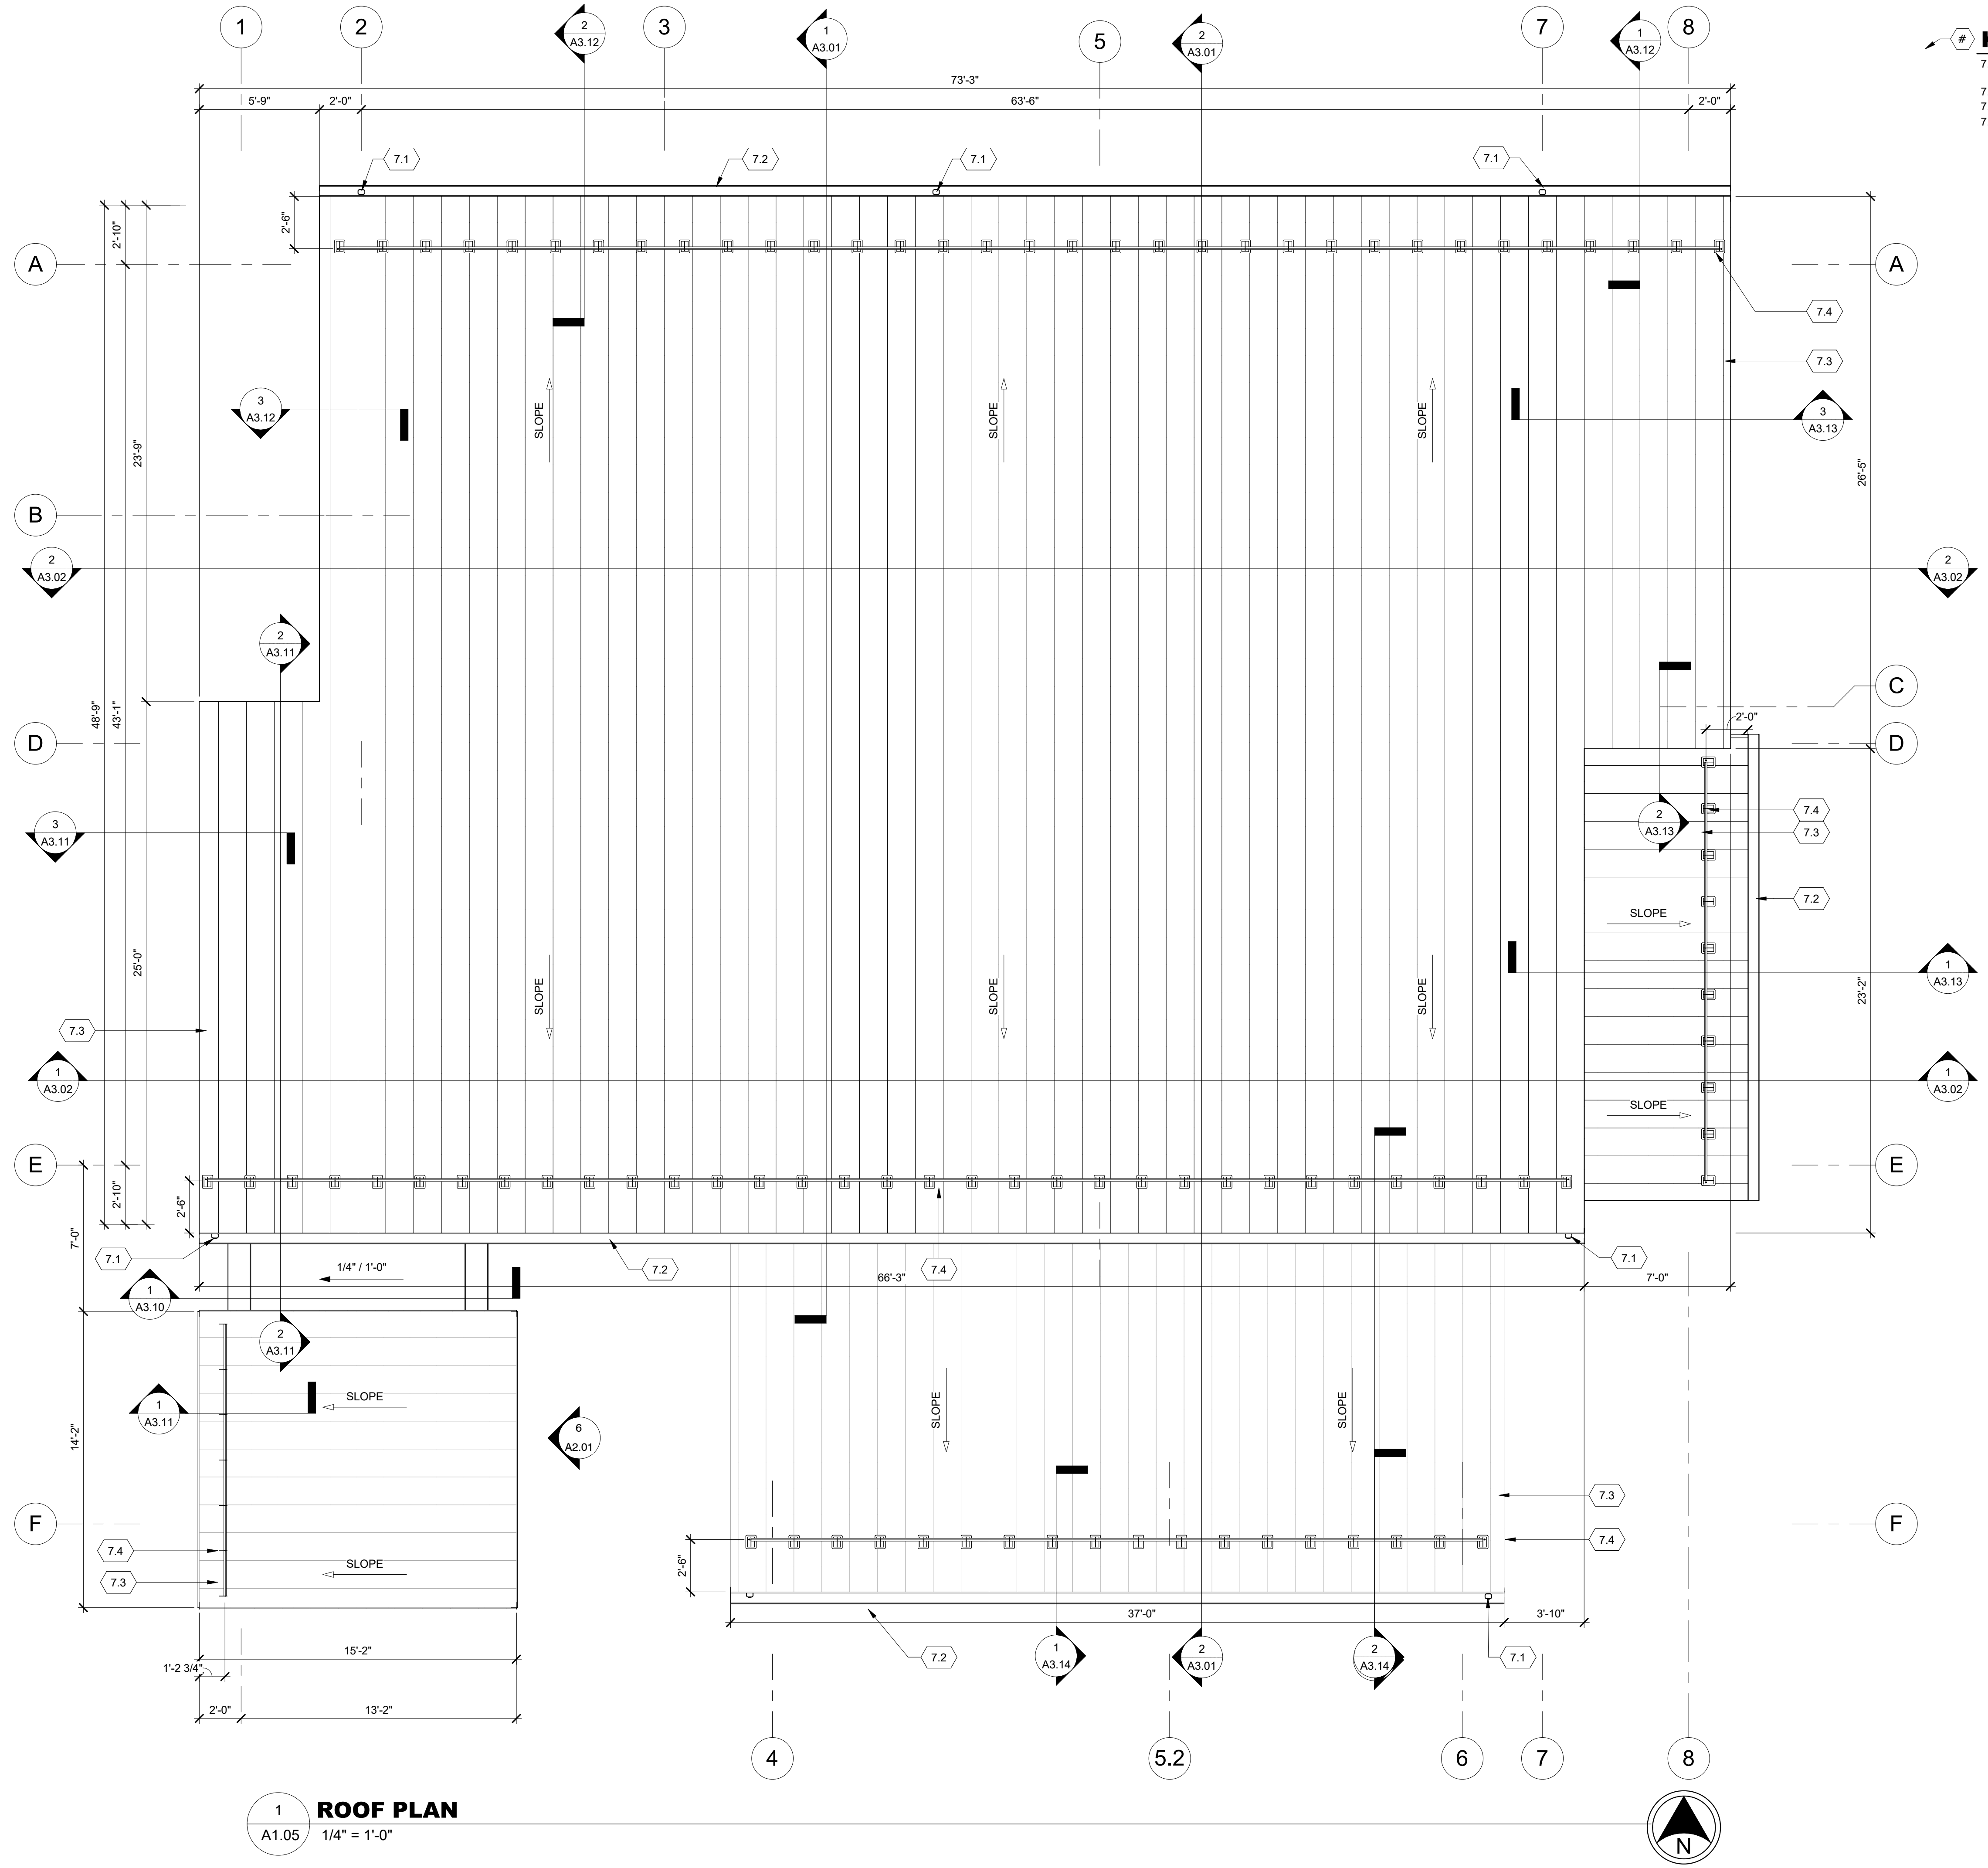 1
2
3
5
7
8
2
A3.12
1
A3.01
2
A3.01
1
A3.12
#
7
7
7
7
73'-3"
5'-9"
2'-0"
63'-6"
2'-0"
7.1
7.2
7.1
7.1
2'-6"
2'-10"
A
A
7.4
7.3
3
A3.12
SLOPE
SLOPE
SLOPE
3
A3.13
23'-9"
26'-5"
B
2
A3.02
2
A3.02
2
A3.11
C
48'-9"
43'-1"
2'-0"
D
D
3
A3.11
2
A3.13
7.4
7.3
7.2
SLOPE
25'-0"
SLOPE
SLOPE
SLOPE
1
A3.13
23'-2"
7.3
1
A3.02
1
A3.02
SLOPE
E
E
2'-10"
2'-6"
7'-0"
7.1
1/4" / 1'-0"
7.2
7.4
7.1
66'-3"
7'-0"
1
A3.10
2
A3.11
1
A3.11
SLOPE
SLOPE
SLOPE
14'-2"
6
A2.01
F
7.3
F
7.4
7.4
SLOPE
2'-6"
7.3
37'-0"
3'-10"
15'-2"
1'-2 3/4"
7.2
1
A3.14
2
A3.01
2
A3.14
7.1
2'-0"
13'-2"
4
5.2
6
7
8
1
A1.05
ROOF PLAN
1/4" = 1'-0"
N